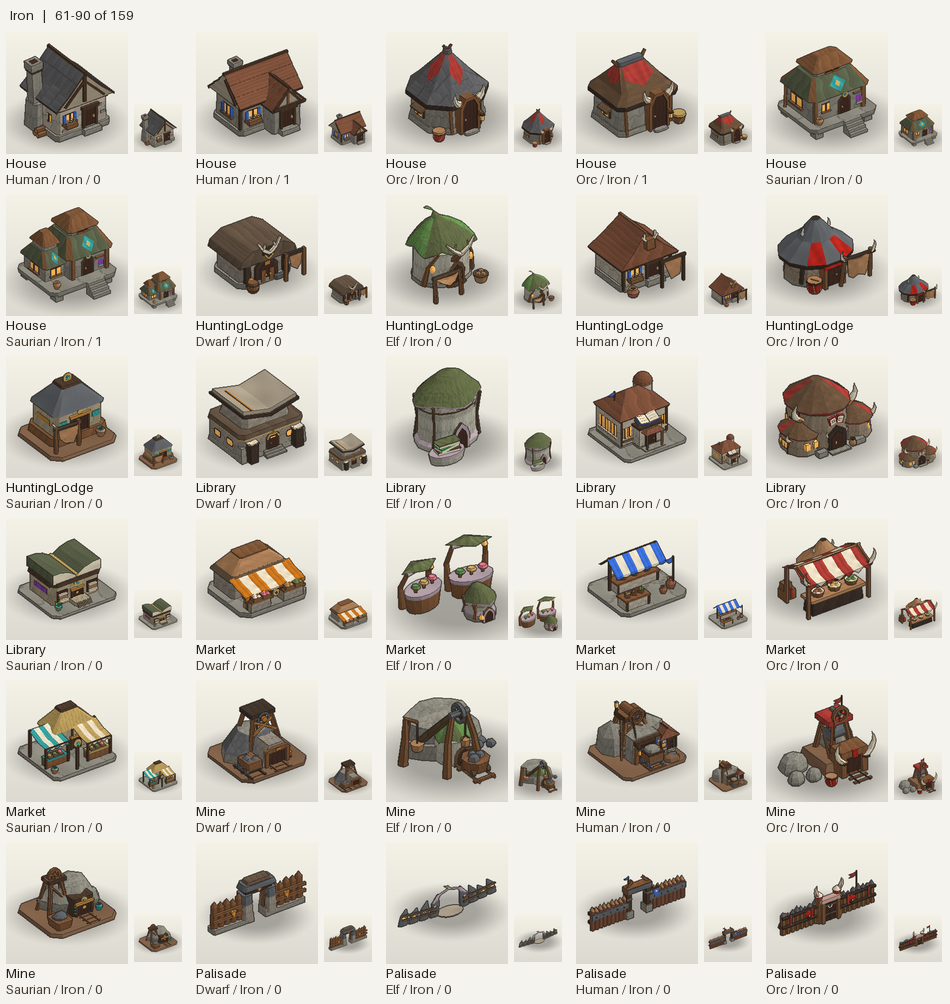 Iron | 61-90 of 159
House
Human / Iron / 0
House
Human / Iron / 1
House
Orc / Iron / 0
House
Orc / Iron / 1
House
Saurian / Iron / 0
House
Saurian / Iron / 1
HuntingLodge
Dwarf / Iron / 0
HuntingLodge
Elf / Iron / 0
HuntingLodge
Human / Iron / 0
HuntingLodge
Orc / Iron / 0
HuntingLodge
Saurian / Iron / 0
Library
Dwarf / Iron / 0
Library
Elf / Iron / 0
Library
Human / Iron / 0
Library
Orc / Iron / 0
Library
Saurian / Iron / 0
Market
Dwarf / Iron / 0
Market
Elf / Iron / 0
Market
Human / Iron / 0
Market
Orc / Iron / 0
Market
Saurian / Iron / 0
Mine
Dwarf / Iron / 0
Mine
Elf / Iron / 0
Mine
Human / Iron / 0
Mine
Orc / Iron / 0
Mine
Saurian / Iron / 0
Palisade
Dwarf / Iron / 0
Palisade
Elf / Iron / 0
Palisade
Human / Iron / 0
Palisade
Orc / Iron / 0